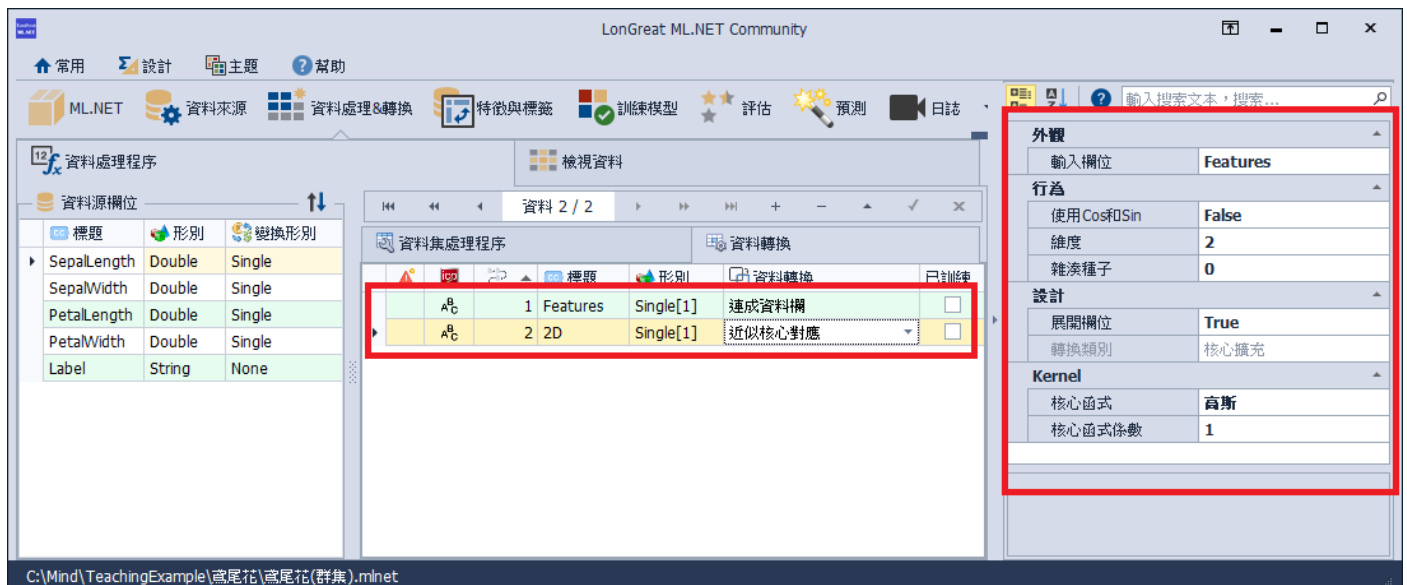 LonGreat ML.NET Community
常用 設計 主題 幫助
ML.NET 資料來源 資料處理&轉換 特徵與標籤 訓練模型 評估 預測 日誌
輸入搜索文本，搜索...
資料處理程序 檢視資料
資料源欄位
標題 形別 變換形別
SepalLength Double Single
SepalWidth Double Single
PetalLength Double Single
PetalWidth Double Single
Label String None
資料 2 / 2
資料集處理程序 資料轉換
標題 形別 資料轉換 已訓練
1 Features Single[1] 連成資料欄
2 2D Single[1] 近似核心對應
外觀
輸入欄位 Features
行為
使用Cos和Sin False
維度 2
雜湊種子 0
設計
展開欄位 True
轉換類別 核心擴充
Kernel
核心函式 高斯
核心函式係數 1
C:\Mind\TeachingExample\鳶尾花\鳶尾花(群集).mlnet